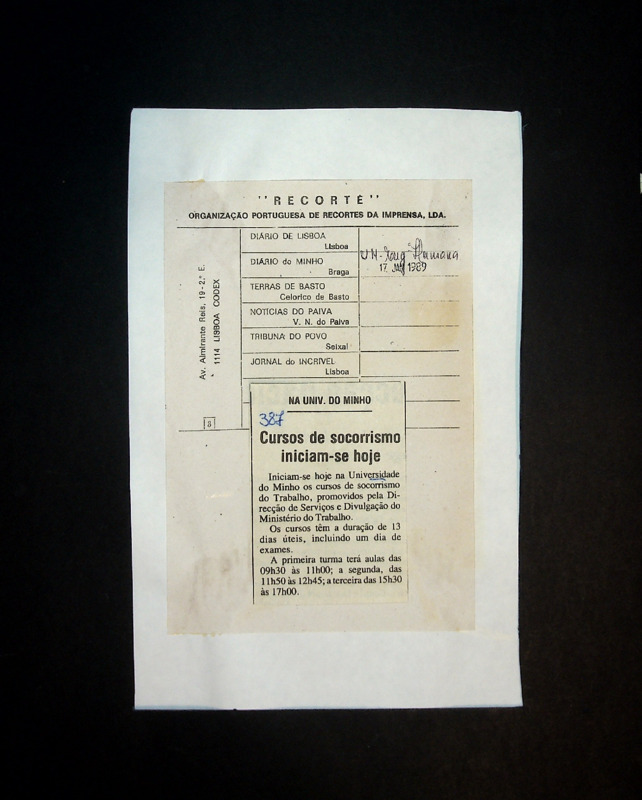 "RECORTE"
ORGANIZAÇÃO PORTUGUESA DE RECORTES DA IMPRENSA, LDA.
Av. Almirante Reis, 19-2.º E.
1114 LISBOA CODEX
8
DIÁRIO DE LISBOA
Lisboa
DIÁRIO do MINHO
Braga
TERRAS DE BASTO
Celorico de Basto
NOTÍCIAS DO PAIVA
V. N. do Paiva
TRIBUNA DO POVO
Seixal
JORNAL do INCRÍVEL
Lisboa
Humana
17. 1989
NA UNIV. DO MINHO
387
Cursos de socorrismo
iniciam-se hoje
Iniciam-se hoje na Universidade
do Minho os cursos de socorrismo
do Trabalho, promovidos pela Di-
recção de Serviços e Divulgação do
Ministério do Trabalho.
Os cursos têm a duração de 13
dias úteis, incluindo um dia de
exames.
A primeira turma terá aulas das
09h30 às 11h00; a segunda, das
11h50 às 12h45; a terceira das 15h30
às 17h00.